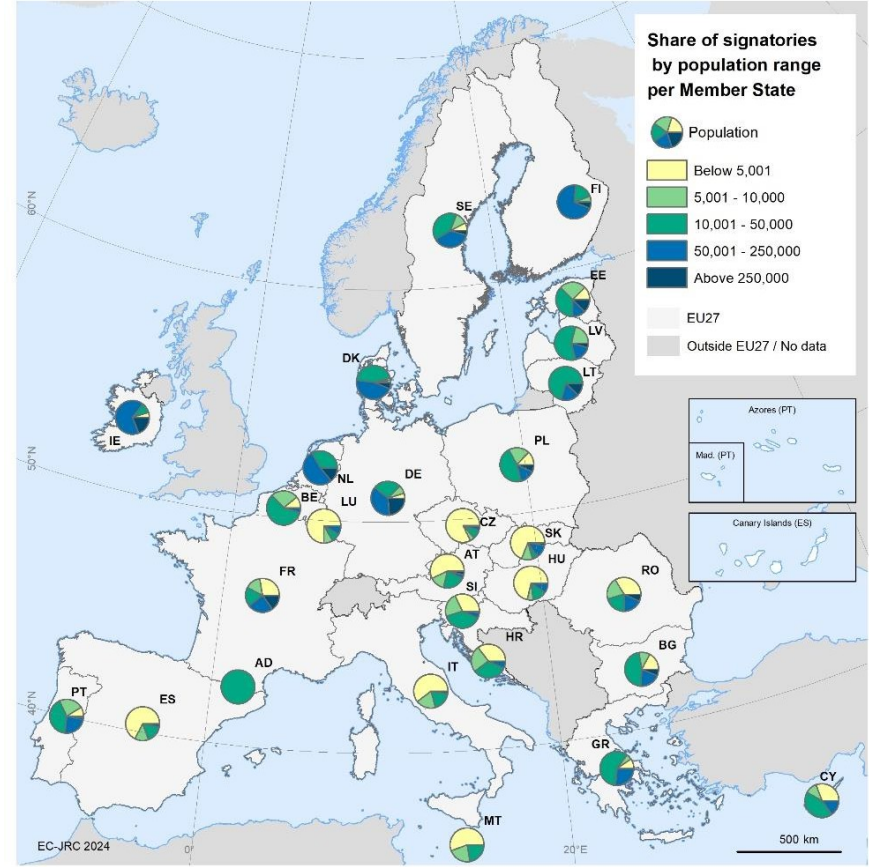 Share of signatories
by population range
per Member State
Population
Below 5,001
5,001 - 10,000
10,001 - 50,000
50,001 - 250,000
Above 250,000
EU27
Outside EU27 / No data
60°N
SE
FI
EE
LV
DK
LT
IE
50°N
Azores (PT)
Mad. (PT)
Canary Islands (ES)
PL
NL
DE
BE
LU
CZ
SK
AT
HU
FR
SI
RO
HR
BG
AD
IT
PT
ES
40°N
GR
CY
MT
EC-JRC 2024
0°
20°E
500 km